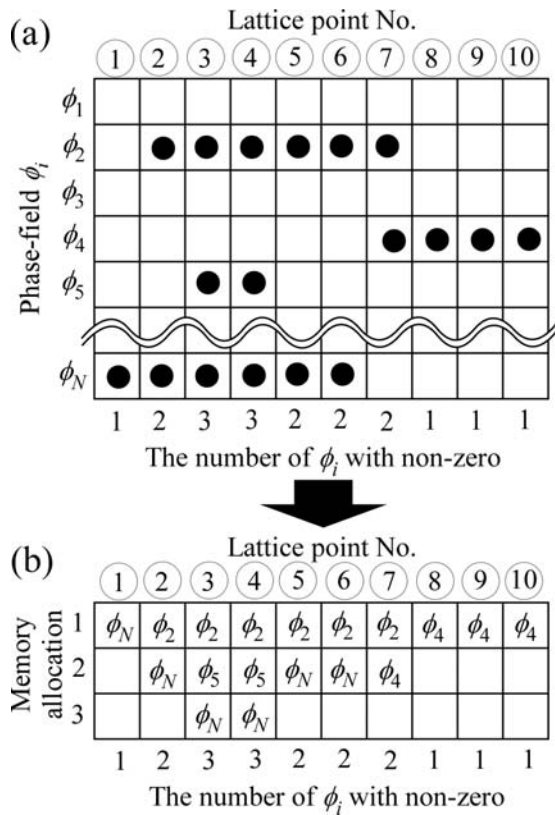 (a)
Lattice point No.
1 2 3 4 5 6 7 8 9 10
Phase-field ϕi
ϕ1
ϕ2
ϕ3
ϕ4
ϕ5
ϕN
1 2 3 3 2 2 2 1 1 1
The number of ϕi with non-zero
(b)
Lattice point No.
1 2 3 4 5 6 7 8 9 10
Memory
allocation
1 ϕN ϕ2 ϕ2 ϕ2 ϕ2 ϕ2 ϕ2 ϕ4 ϕ4 ϕ4
2 ϕN ϕ5 ϕ5 ϕN ϕN ϕ4
3 ϕN ϕN
1 2 3 3 2 2 2 1 1 1
The number of ϕi with non-zero